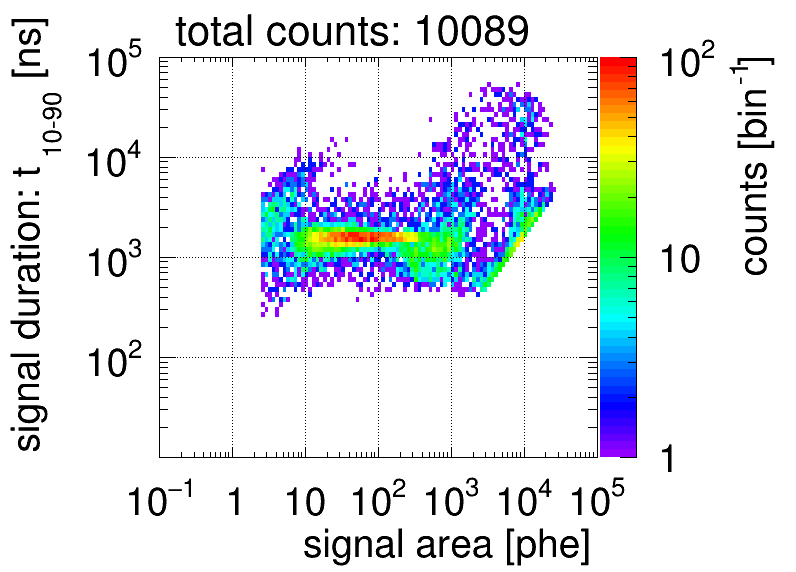 total counts: 10089
signal duration: t 10-90 [ns]
10^5
10^4
10^3
10^2
10^−1 1 10 10^2 10^3 10^4 10^5
signal area [phe]
10^2
10
1
counts [bin^-1]